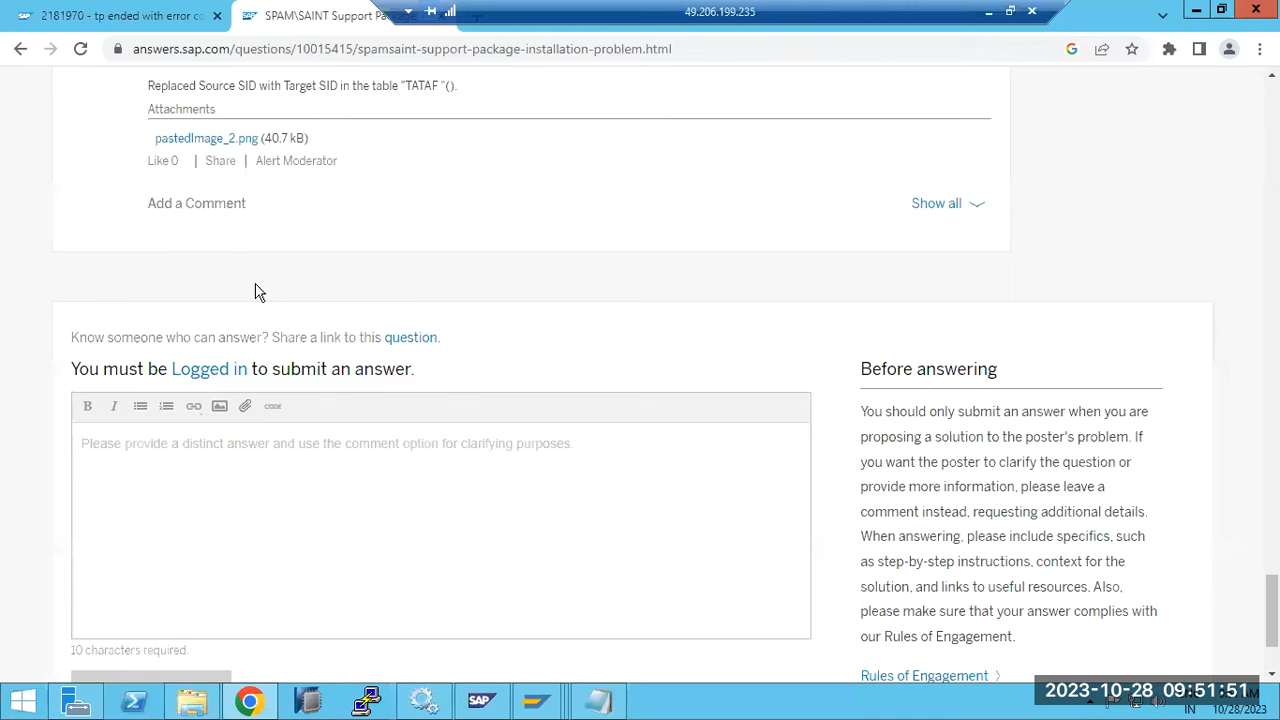 2181970 - tp ended with error co
SPAM\SAINT Support Package
49.206.199.235
answers.sap.com/questions/10015415/spamsaint-support-package-installation-problem.html
Replaced Source SID with Target SID in the table "TATAF "().
Attachments
pastedImage_2.png (40.7 kB)
Like 0 | Share | Alert Moderator
Add a Comment
Show all
Know someone who can answer? Share a link to this question.
You must be Logged in to submit an answer.
B I CODE
Please provide a distinct answer and use the comment option for clarifying purposes.
10 characters required.
Before answering
You should only submit an answer when you are
proposing a solution to the poster's problem. If
you want the poster to clarify the question or
provide more information, please leave a
comment instead, requesting additional details.
When answering, please include specifics, such
as step-by-step instructions, context for the
solution, and links to useful resources. Also,
please make sure that your answer complies with
our Rules of Engagement.
Rules of Engagement
SAP
2023-10-28 09:51:51
IN
10/28/2023